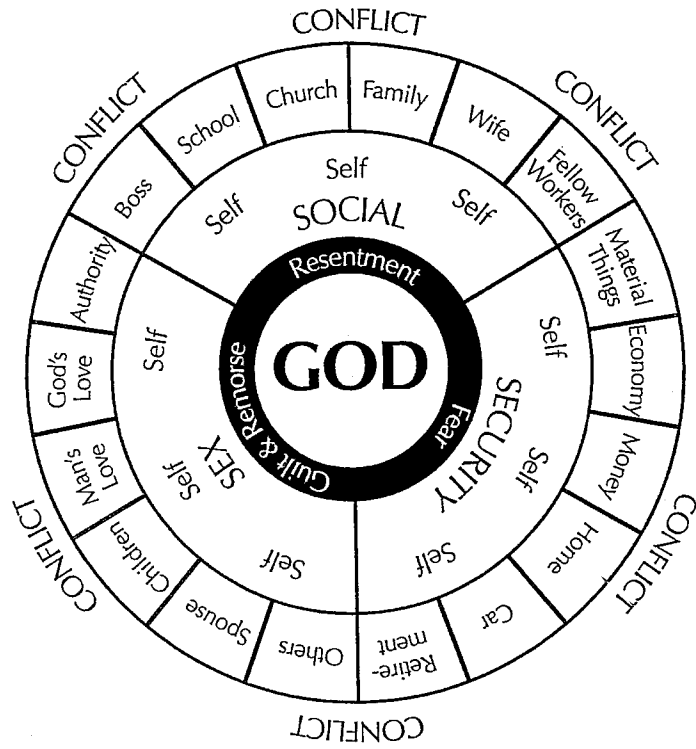 CONFLICT
CONFLICT
CONFLICT
CONFLICT
CONFLICT
CONFLICT
Church
Family
Wife
Fellow
Workers
Material
Things
Economy
Money
Home
Car
Retire-
ment
Others
Spouse
Children
Man's
Love
God's
Love
Authority
Boss
School
Self
Self
Self
SOCIAL
Self
Self
Self
SECURITY
Self
Self
Self
SEX
Resentment
Fear
Guilt & Remorse
GOD